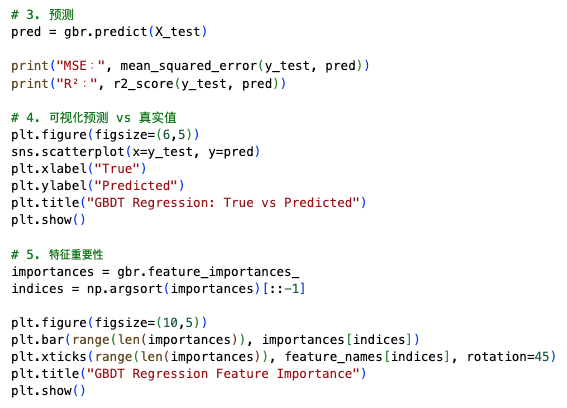 # 3. 预测
pred = gbr.predict(X_test)
print("MSE：", mean_squared_error(y_test, pred))
print("R²：", r2_score(y_test, pred))
# 4. 可视化预测 vs 真实值
plt.figure(figsize=(6,5))
sns.scatterplot(x=y_test, y=pred)
plt.xlabel("True")
plt.ylabel("Predicted")
plt.title("GBDT Regression: True vs Predicted")
plt.show()
# 5. 特征重要性
importances = gbr.feature_importances_
indices = np.argsort(importances)[::-1]
plt.figure(figsize=(10,5))
plt.bar(range(len(importances)), importances[indices])
plt.xticks(range(len(importances)), feature_names[indices], rotation=45)
plt.title("GBDT Regression Feature Importance")
plt.show()